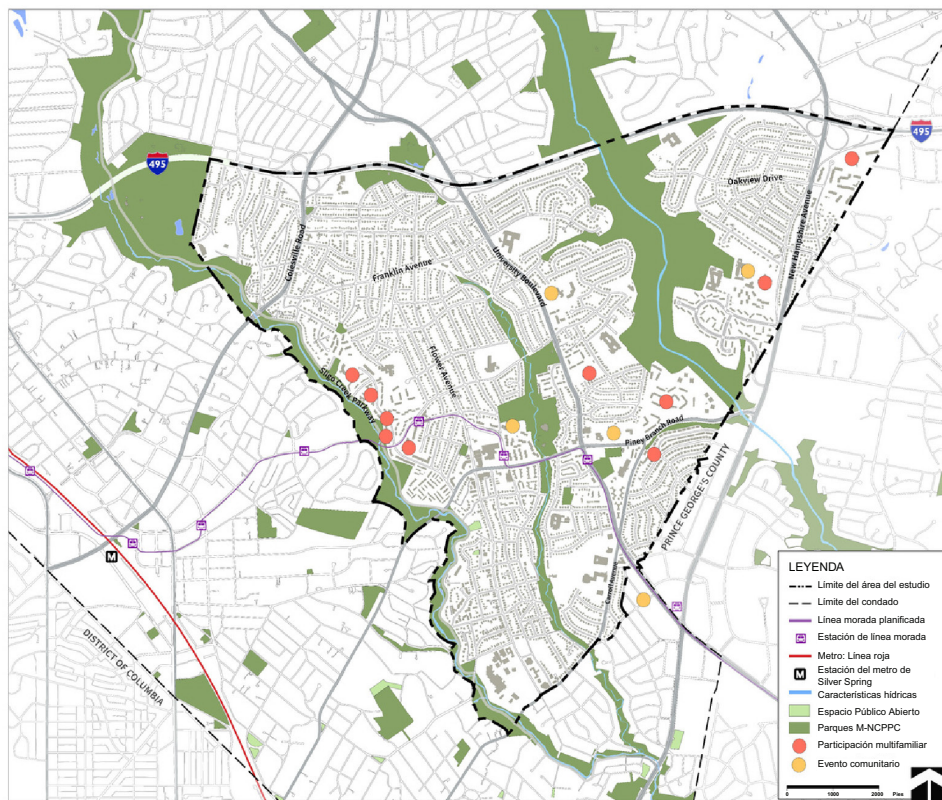 495
495
Oakview Drive
New Hampshire Avenue
Colesville Road
University Boulevard
Franklin Avenue
Flower Avenue
Sligo Creek Parkway
Piney Branch Road
PRINCE GEORGE'S COUNTY
Carroll Avenue
M
DISTRICT OF COLUMBIA
LEYENDA
Límite del área del estudio
Límite del condado
Línea morada planificada
Estación de línea morada
Metro: Línea roja
M
Estación del metro de
Silver Spring
Características hídricas
Espacio Público Abierto
Parques M-NCPPC
Participación multifamiliar
Evento comunitario
0 1000 2000 Pies